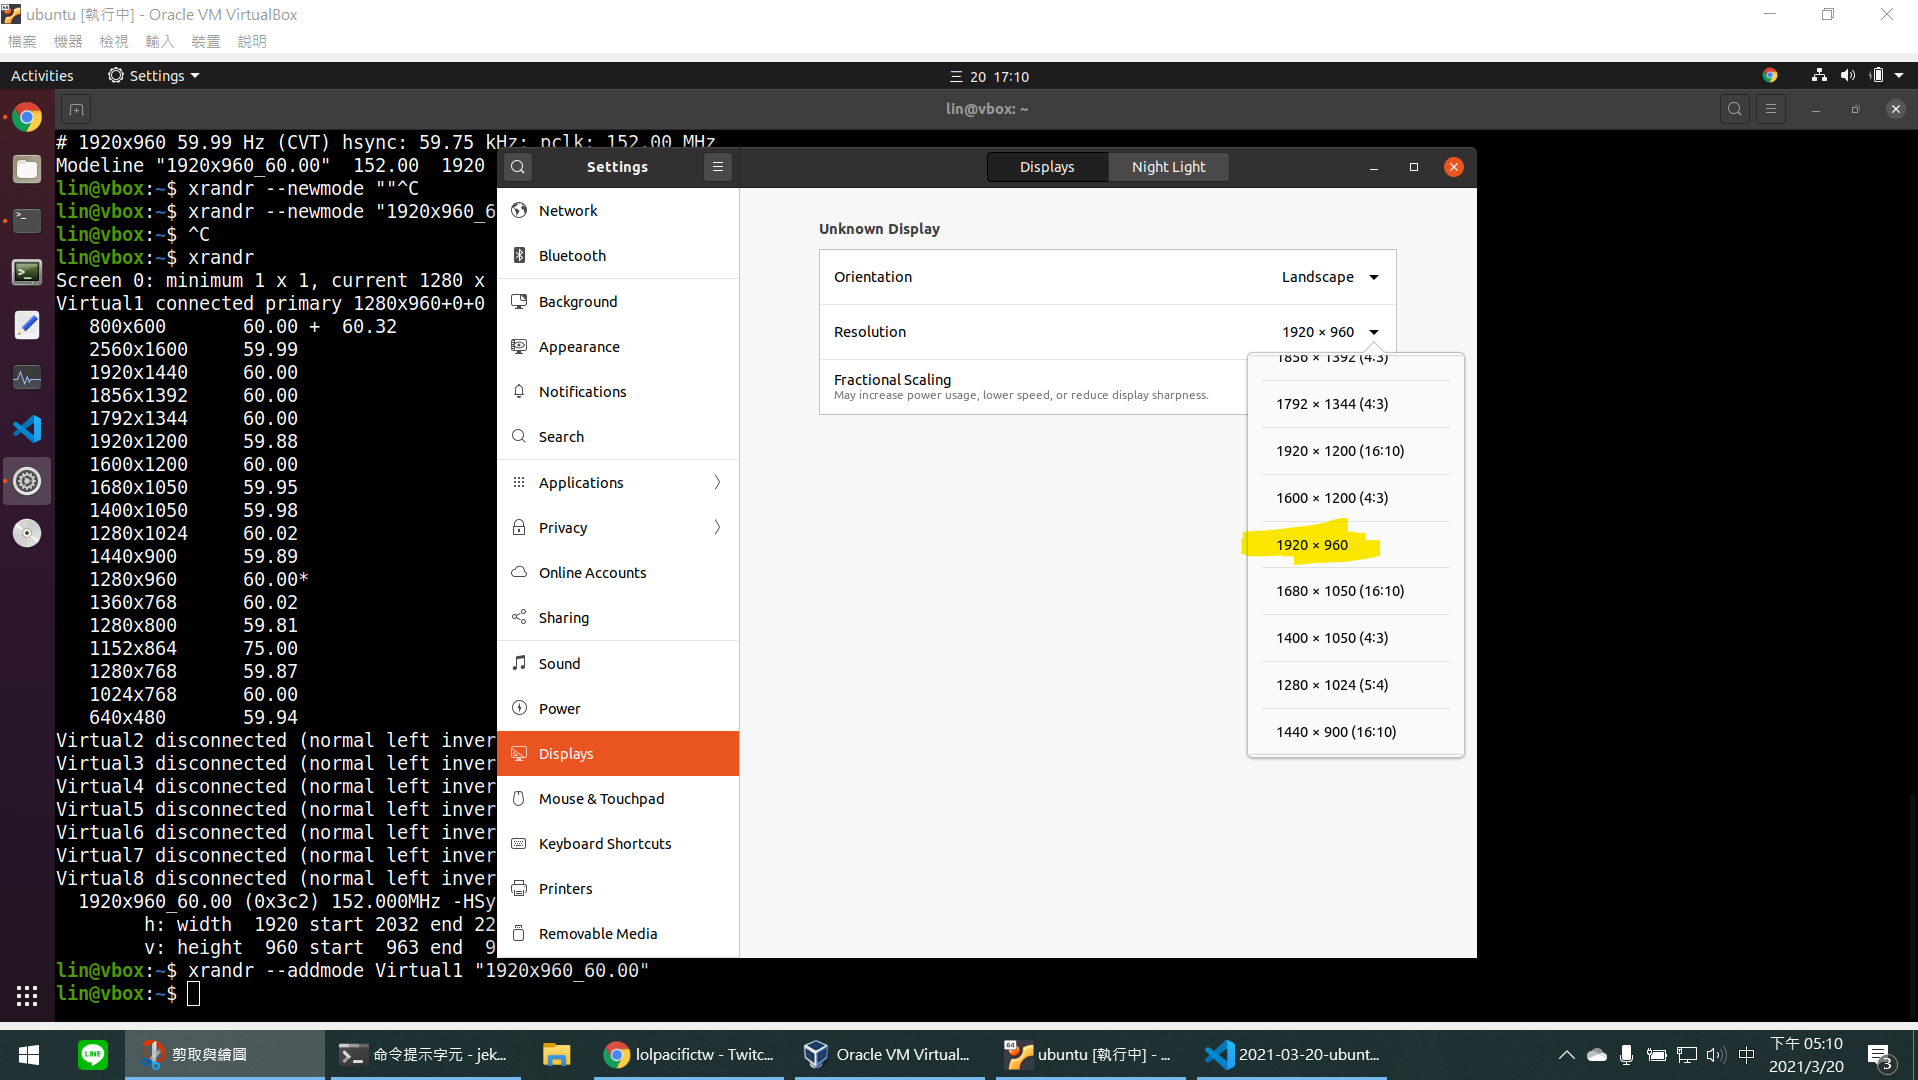 ubuntu [執行中] - Oracle VM VirtualBox
檔案 機器 檢視 輸入 裝置 說明
Activities Settings 三 20 17:10
lin@vbox: ~
# 1920x960 59.99 Hz (CVT) hsync: 59.75 kHz; pclk: 152.00 MHz
Modeline "1920x960_60.00" 152.00 1920
lin@vbox:~$ xrandr --newmode ""^C
lin@vbox:~$ xrandr --newmode "1920x960_6
lin@vbox:~$ ^C
lin@vbox:~$ xrandr
Screen 0: minimum 1 x 1, current 1280 x
Virtual1 connected primary 1280x960+0+0
800x600 60.00 + 60.32
2560x1600 59.99
1920x1440 60.00
1856x1392 60.00
1792x1344 60.00
1920x1200 59.88
1600x1200 60.00
1680x1050 59.95
1400x1050 59.98
1280x1024 60.02
1440x900 59.89
1280x960 60.00*
1360x768 60.02
1280x800 59.81
1152x864 75.00
1280x768 59.87
1024x768 60.00
640x480 59.94
Virtual2 disconnected (normal left inver
Virtual3 disconnected (normal left inver
Virtual4 disconnected (normal left inver
Virtual5 disconnected (normal left inver
Virtual6 disconnected (normal left inver
Virtual7 disconnected (normal left inver
Virtual8 disconnected (normal left inver
1920x960_60.00 (0x3c2) 152.000MHz -HSy
h: width 1920 start 2032 end 22
v: height 960 start 963 end 9
lin@vbox:~$ xrandr --addmode Virtual1 "1920x960_60.00"
lin@vbox:~$
Settings
Displays Night Light
Network
Bluetooth
Background
Appearance
Notifications
Search
Applications
Privacy
Online Accounts
Sharing
Sound
Power
Displays
Mouse & Touchpad
Keyboard Shortcuts
Printers
Removable Media
Unknown Display
Orientation Landscape
Resolution 1920 × 960
Fractional Scaling
May increase power usage, lower speed, or reduce display sharpness.
1856 × 1392 (4:3)
1792 × 1344 (4:3)
1920 × 1200 (16:10)
1600 × 1200 (4:3)
1920 × 960
1680 × 1050 (16:10)
1400 × 1050 (4:3)
1280 × 1024 (5:4)
1440 × 900 (16:10)
LINE
剪取與繪圖
命令提示字元 - jek...
lolpacifictw - Twitc...
Oracle VM Virtual...
64
ubuntu [執行中] - ...
2021-03-20-ubunt...
中
下午 05:10
2021/3/20
3